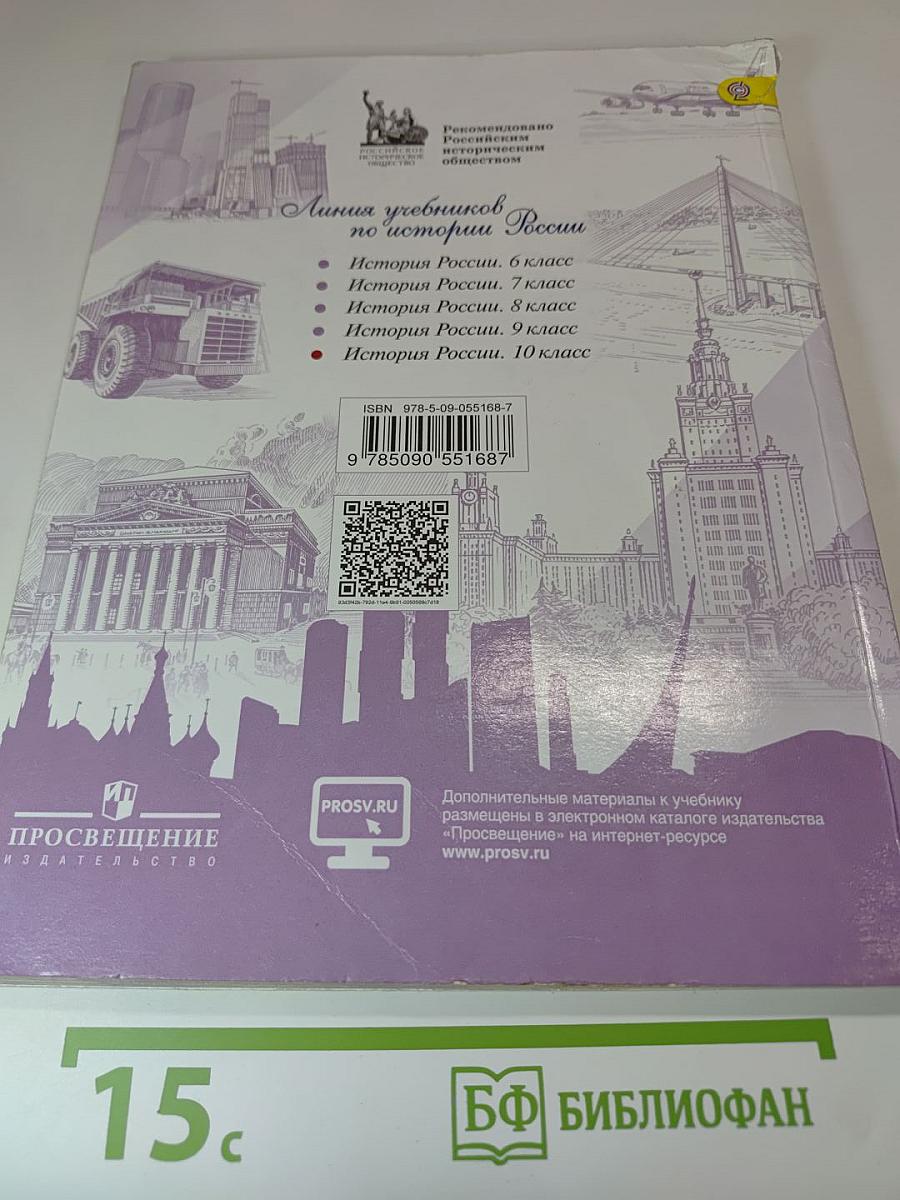 РОССИЙСКОЕ
ИСТОРИЧЕСКОЕ
ОБЩЕСТВО
Рекомендовано
Российским
историческим
обществом
Линия учебников
по истории России
История России. 6 класс
История России. 7 класс
История России. 8 класс
История России. 9 класс
История России. 10 класс
ISBN 978-5-09-055168-7
9 785090 551687
ПРОСВЕЩЕНИЕ
ИЗДАТЕЛЬСТВО
PROSV.RU
Дополнительные материалы к учебнику
размещены в электронном каталоге издательства
«Просвещение» на интернет-ресурсе
www.prosv.ru
15 с
БФ БИБЛИОФАН